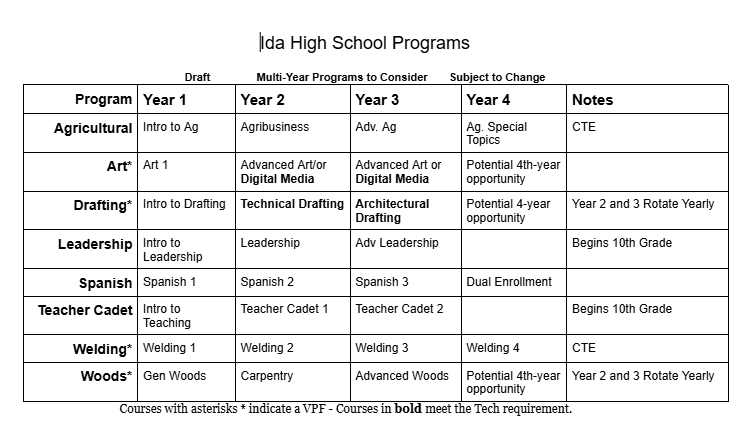 Ida High School Programs
Draft Multi-Year Programs to Consider Subject to Change
Program Year 1 Year 2 Year 3 Year 4 Notes
Agricultural Intro to Ag Agribusiness Adv. Ag Ag. Special CTE
Topics
Art* Art 1 Advanced Art/or Advanced Art or Potential 4th-year
Digital Media Digital Media opportunity
Drafting* Intro to Drafting Technical Drafting Architectural Potential 4-year Year 2 and 3 Rotate Yearly
Drafting opportunity
Leadership Intro to Leadership Adv Leadership Begins 10th Grade
Leadership
Spanish Spanish 1 Spanish 2 Spanish 3 Dual Enrollment
Teacher Cadet Intro to Teacher Cadet 1 Teacher Cadet 2 Begins 10th Grade
Teaching
Welding* Welding 1 Welding 2 Welding 3 Welding 4 CTE
Woods* Gen Woods Carpentry Advanced Woods Potential 4th-year Year 2 and 3 Rotate Yearly
opportunity
Courses with asterisks * indicate a VPF - Courses in bold meet the Tech requirement.